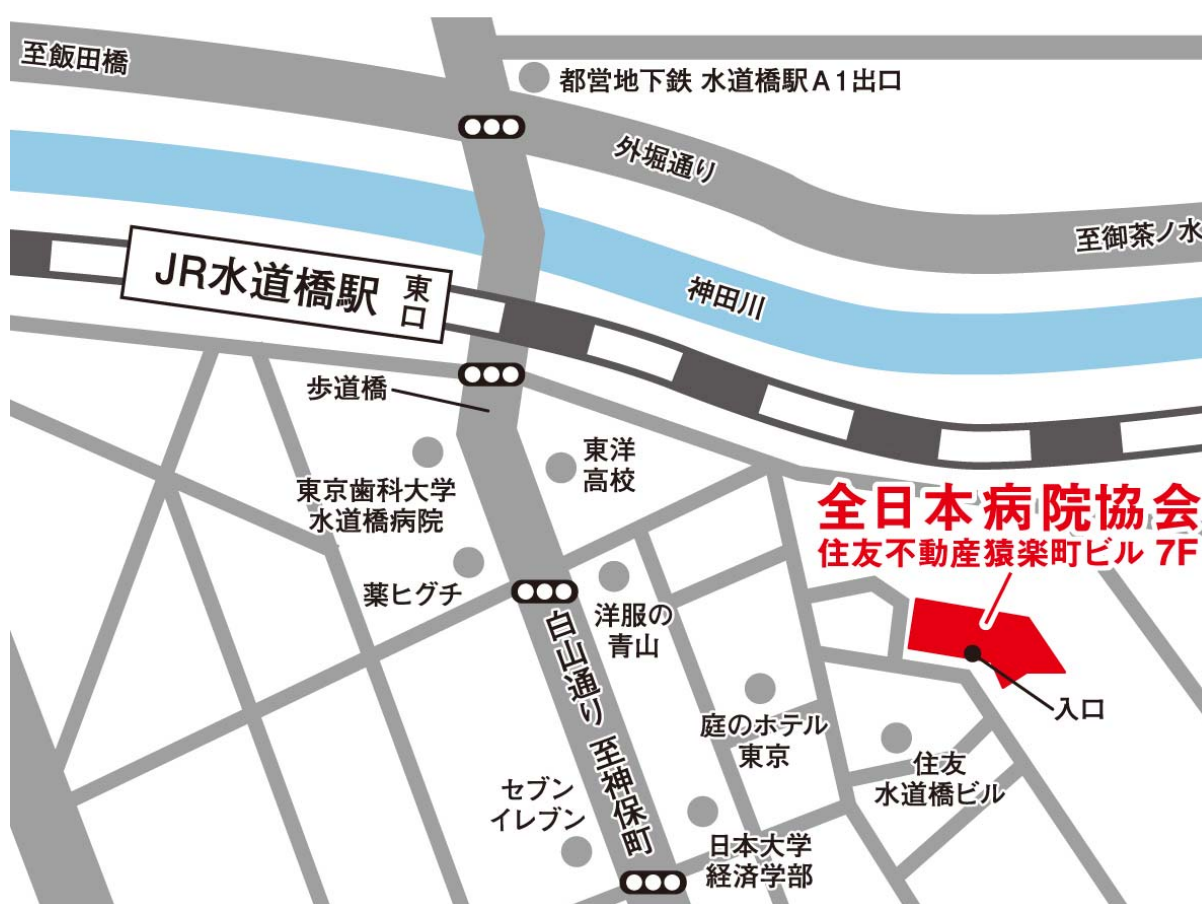 至飯田橋
都営地下鉄 水道橋駅A1出口
外堀通り
至御茶ノ水
JR水道橋駅 東口
神田川
歩道橋
東洋
高校
東京歯科大学
水道橋病院
全日本病院協会
住友不動産猿楽町ビル 7F
薬ヒグチ
洋服の
青山
白山通り 至神保町
入口
庭のホテル
東京
住友
水道橋ビル
セブン
イレブン
日本大学
経済学部